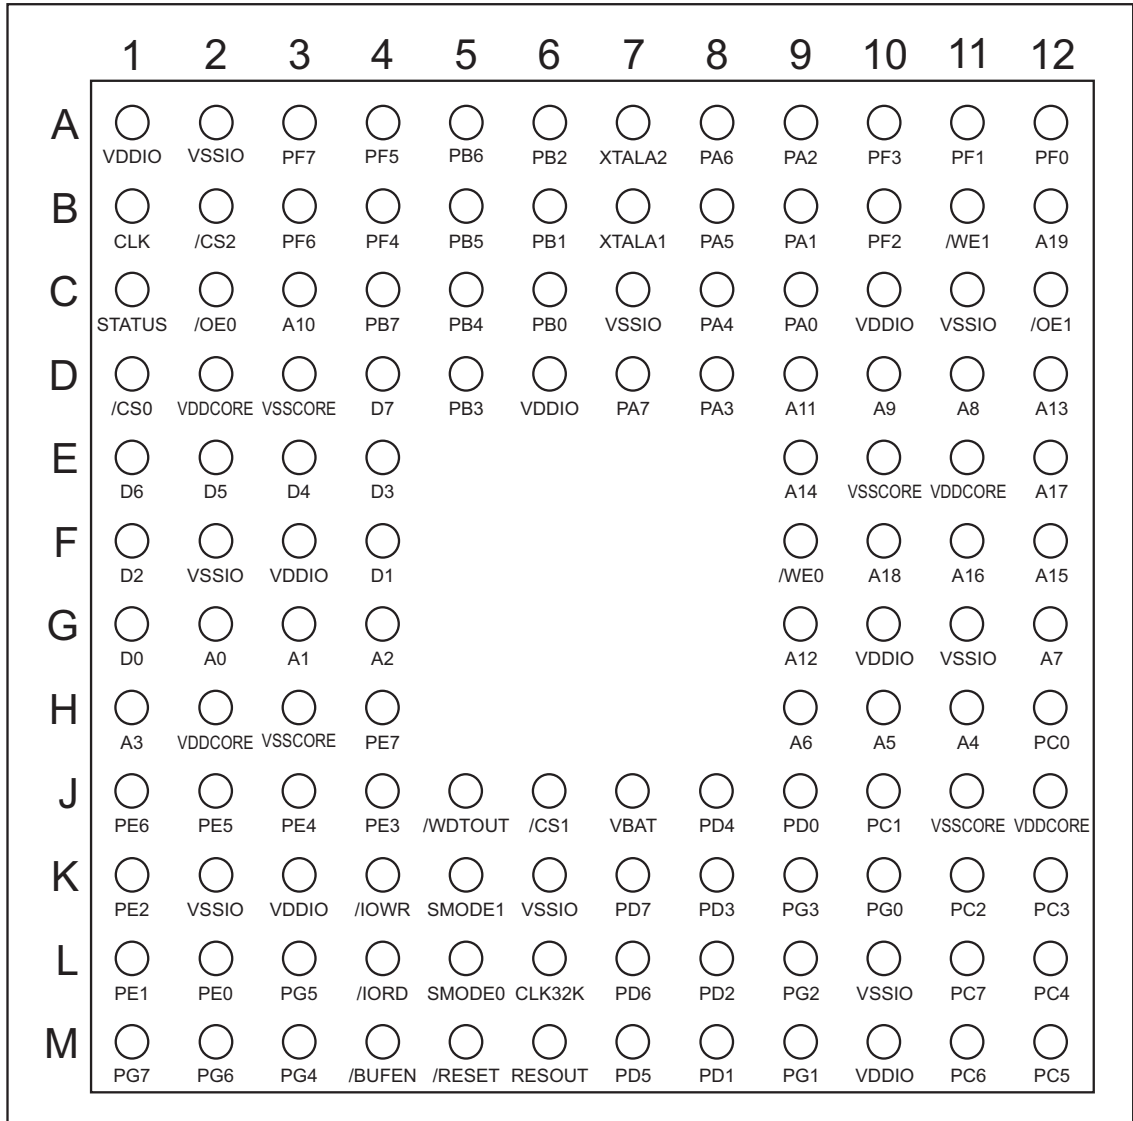 1 2 3 4 5 6 7 8 9 10 11 12
A
VDDIO VSSIO PF7 PF5 PB6 PB2 XTALA2 PA6 PA2 PF3 PF1 PF0
B
CLK /CS2 PF6 PF4 PB5 PB1 XTALA1 PA5 PA1 PF2 /WE1 A19
C
STATUS /OE0 A10 PB7 PB4 PB0 VSSIO PA4 PA0 VDDIO VSSIO /OE1
D
/CS0 VDDCORE VSSCORE D7 PB3 VDDIO PA7 PA3 A11 A9 A8 A13
E
D6 D5 D4 D3 A14 VSSCORE VDDCORE A17
F
D2 VSSIO VDDIO D1 /WE0 A18 A16 A15
G
D0 A0 A1 A2 A12 VDDIO VSSIO A7
H
A3 VDDCORE VSSCORE PE7 A6 A5 A4 PC0
J
PE6 PE5 PE4 PE3 /WDTOUT /CS1 VBAT PD4 PD0 PC1 VSSCORE VDDCORE
K
PE2 VSSIO VDDIO /IOWR SMODE1 VSSIO PD7 PD3 PG3 PG0 PC2 PC3
L
PE1 PE0 PG5 /IORD SMODE0 CLK32K PD6 PD2 PG2 VSSIO PC7 PC4
M
PG7 PG6 PG4 /BUFEN /RESET RESOUT PD5 PD1 PG1 VDDIO PC6 PC5